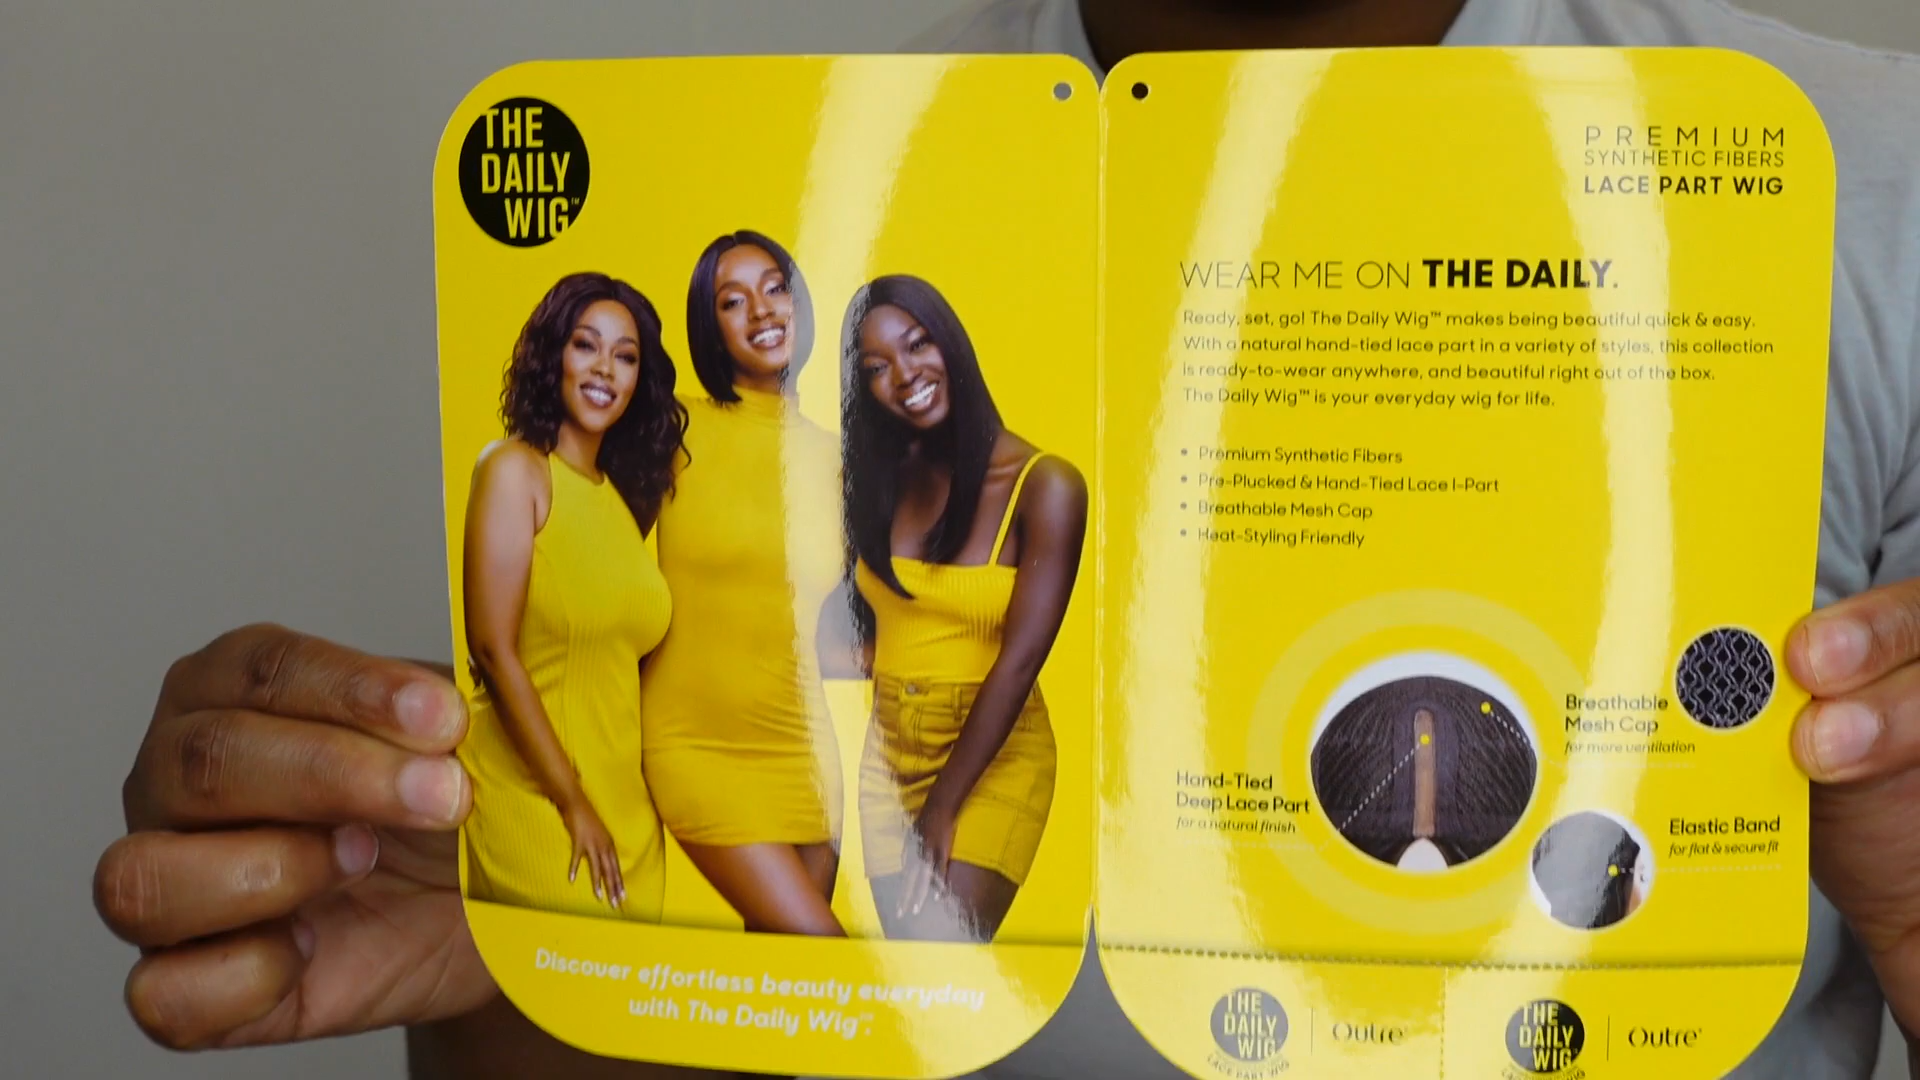 THE
DAILY
WIG™
Discover effortless beauty everyday
with The Daily Wig™.
PREMIUM
SYNTHETIC FIBERS
LACE PART WIG
WEAR ME ON THE DAILY.
Ready, set, go! The Daily Wig™ makes being beautiful quick & easy.
With a natural hand-tied lace part in a variety of styles, this collection
is ready-to-wear anywhere, and beautiful right out of the box.
The Daily Wig™ is your everyday wig for life.
• Premium Synthetic Fibers
• Pre-Plucked & Hand-Tied Lace I-Part
• Breathable Mesh Cap
• Heat-Styling Friendly
Breathable
Mesh Cap
for more ventilation
Hand-Tied
Deep Lace Part
for a natural finish
Elastic Band
for flat & secure fit
THE
DAILY
WIG
LACE PART WIG
Outre
THE
DAILY
WIG
Outre